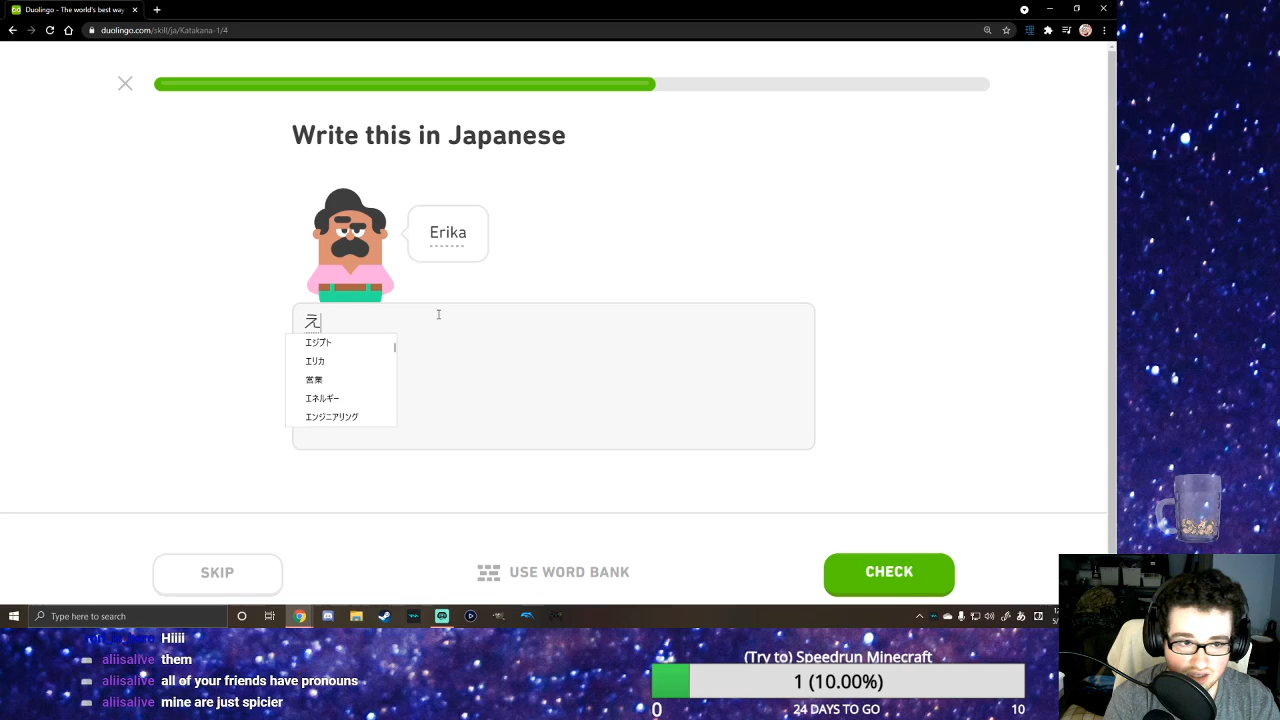 Duolingo - The world's best way
duolingo.com/skill/ja/Katakana-1/4
Write this in Japanese
Erika
え
エジプト
エリカ
営業
エネルギー
エンジニアリング
SKIP
USE WORD BANK
CHECK
Type here to search
Hiiii
aliisalive them
aliisalive all of your friends have pronouns
aliisalive mine are just spicier
(Try to) Speedrun Minecraft
1 (10.00%)
0
24 DAYS TO GO
10